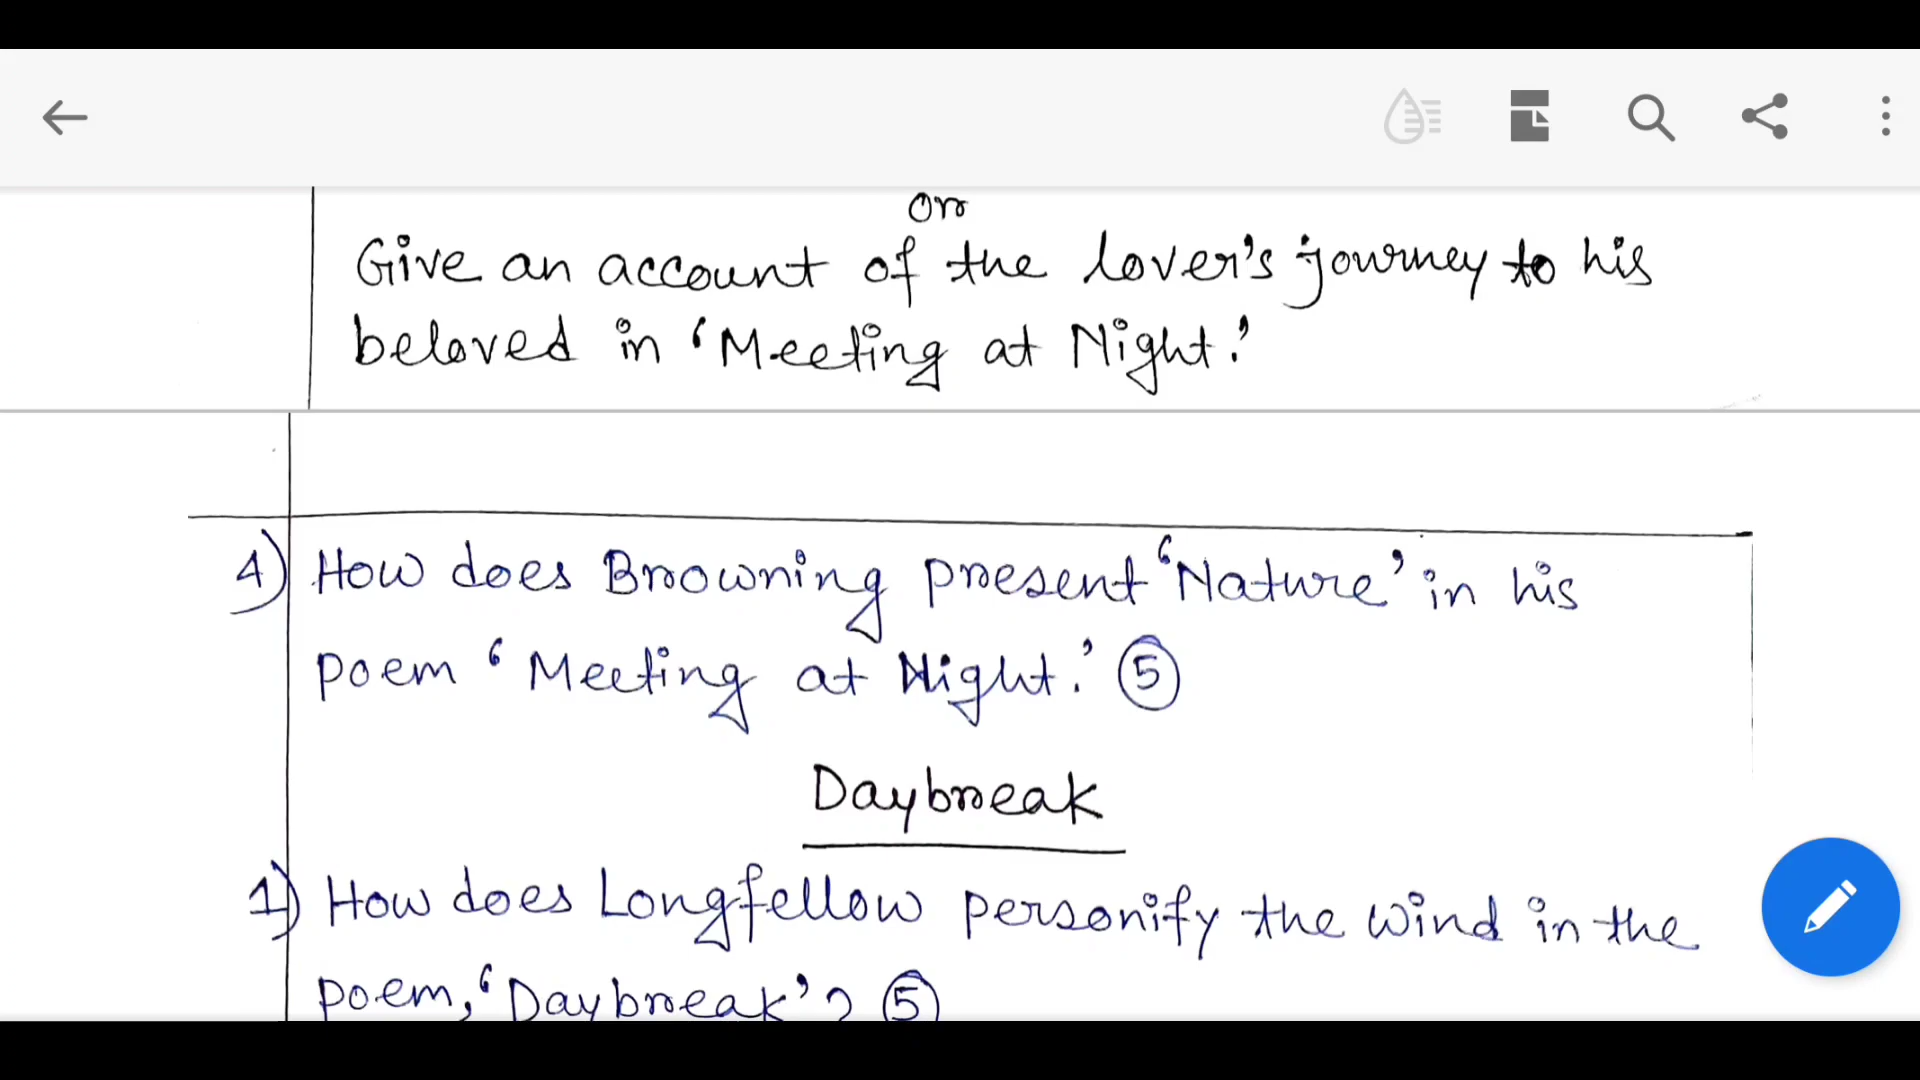 or
Give an account of the lover's journey to his
beloved in 'Meeting at Night.'
4) How does Browning present 'Nature' in his
poem 'Meeting at Night.' 5
Daybreak
1) How does Longfellow personify the wind in the
poem, 'Daybreak'? 5